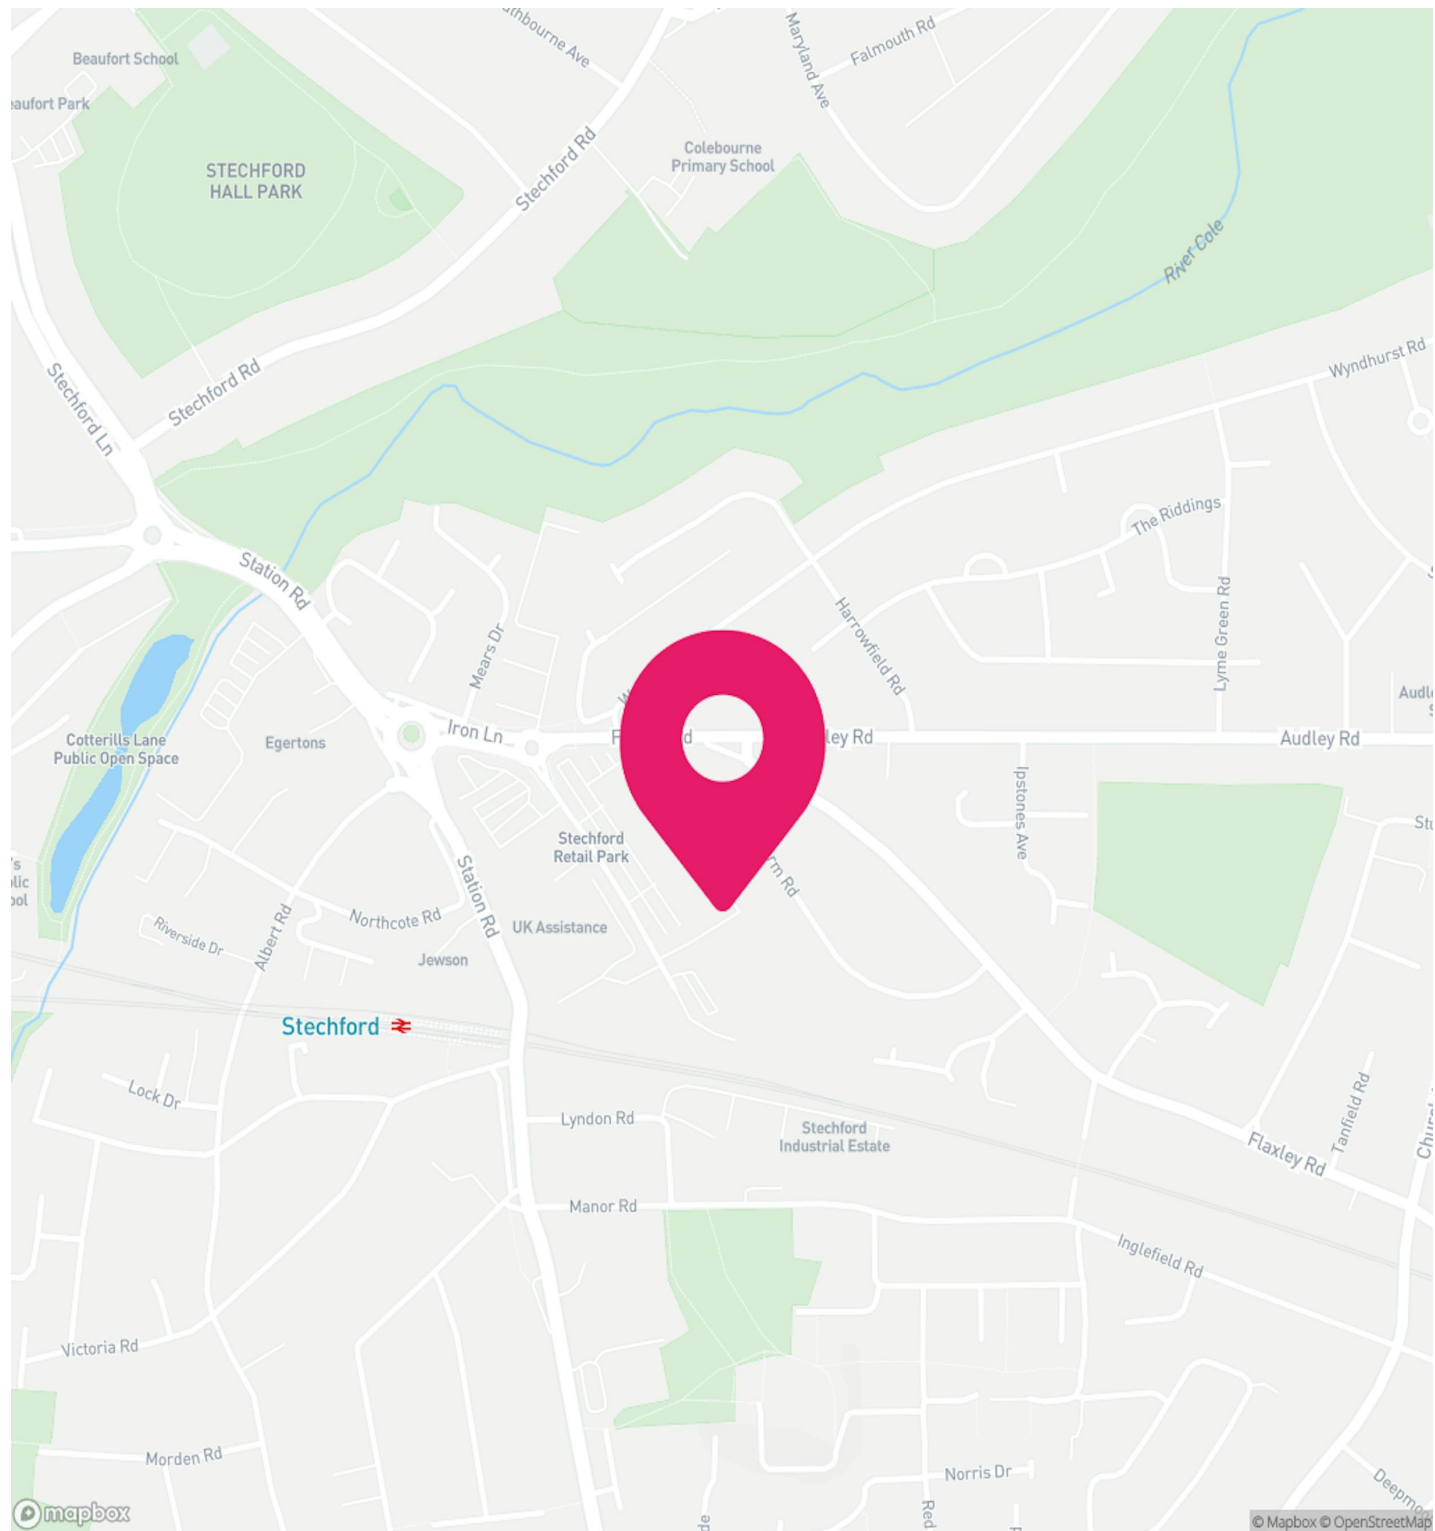 Beaufort School
Falmouth Rd
Maryland Ave
Stechford Rd
Colebourne
Primary School
STECHFORD
HALL PARK
River Cole
Wyndhurst Rd
Stechford Rd
Stechford Ln
The Riddings
Station Rd
Harrowfield Rd
Lyme Green Rd
Mears Dr
Iron Ln
Audley Rd
Cotterills Lane
Public Open Space
Egertons
Ipstones Ave
Stechford
Retail Park
Station Rd
Northcote Rd
UK Assistance
Riverside Dr
Albert Rd
Jewson
Stechford
Lock Dr
Lyndon Rd
Stechford
Industrial Estate
Tanfield Rd
Flaxley Rd
Manor Rd
Inglefield Rd
Victoria Rd
Morden Rd
Norris Dr
Red
mapbox
© Mapbox © OpenStreetMap